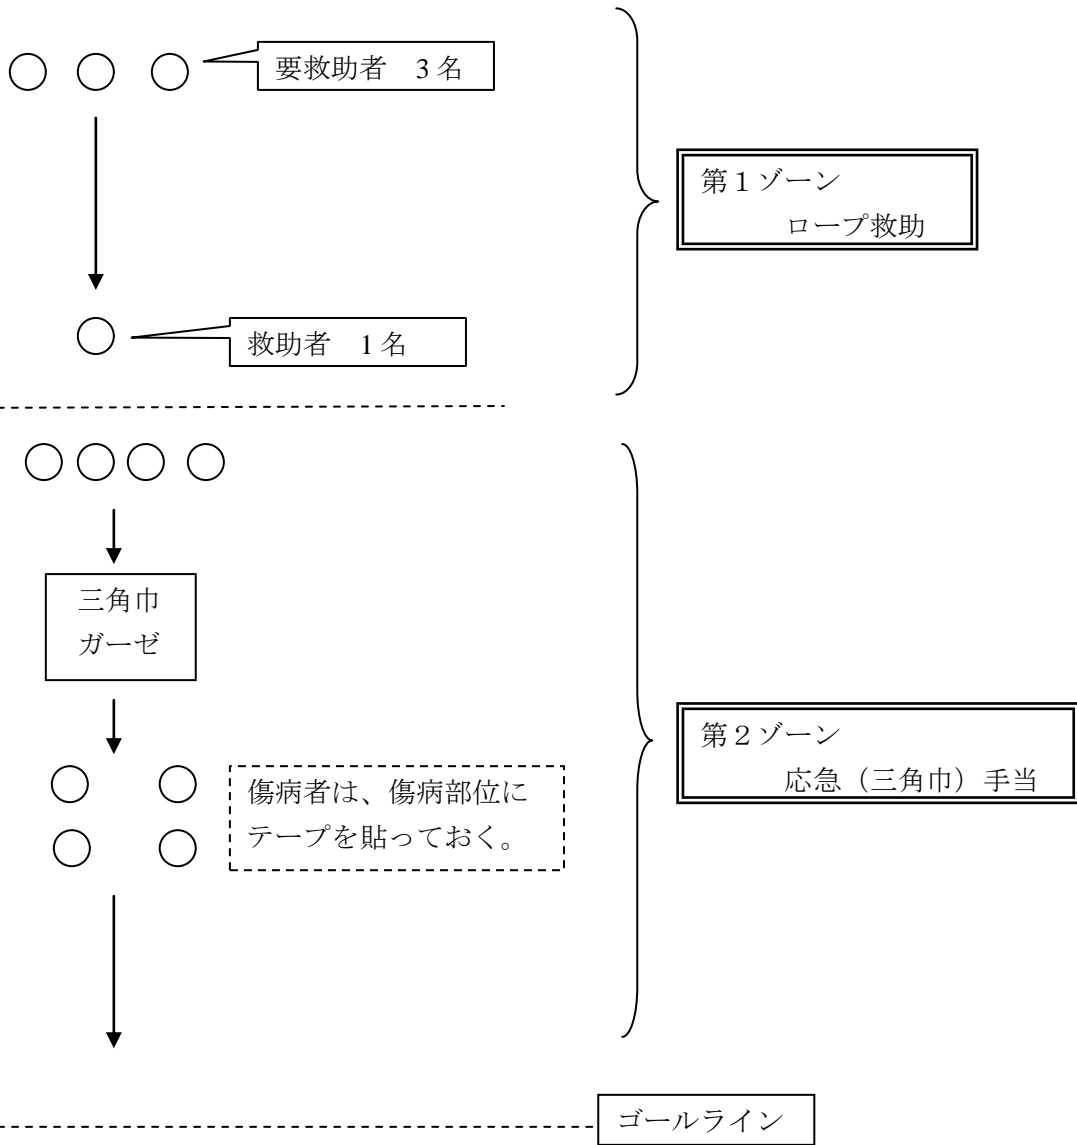 要救助者　3名
第１ゾーン
ロープ救助
救助者　1名
三角巾
ガーゼ
第２ゾーン
応急（三角巾）手当
傷病者は、傷病部位に
テープを貼っておく。
ゴールライン